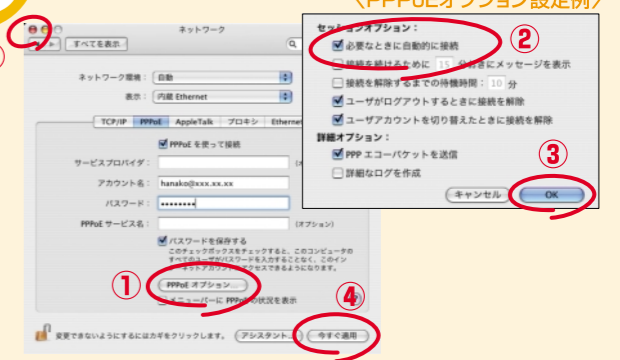 〈PPPoEオプション設定例〉
ネットワーク
すべてを表示
ネットワーク環境： 自動
表示： 内蔵 Ethernet
TCP/IP PPPoE AppleTalk プロキシ Ethernet
PPPoE を使って接続
サービスプロバイダ：
アカウント名： hanako@xxx.xx.xx
パスワード： ••••••••
PPPoE サービス名： (オプション)
パスワードを保存する
このチェックボックスをチェックすると、このコンピュータの
すべてのユーザがパスワードを入力することなく、このイン
ターネットアカウントでアクセスできるようになります。
① PPPoE オプション...
メニューバーに PPPoE の状況を表示
④
変更できないようにするにはカギをクリックします。 アシスタント... 今すぐ適用
セッションオプション：
② 必要なときに自動的に接続
接続を続けるために 15 分おきにメッセージを表示
接続を解除するまでの待機時間： 10 分
ユーザがログアウトするときに接続を解除
ユーザアカウントを切り替えたときに接続を解除
詳細オプション：
PPP エコーパケットを送信
③
詳細なログを作成
キャンセル OK